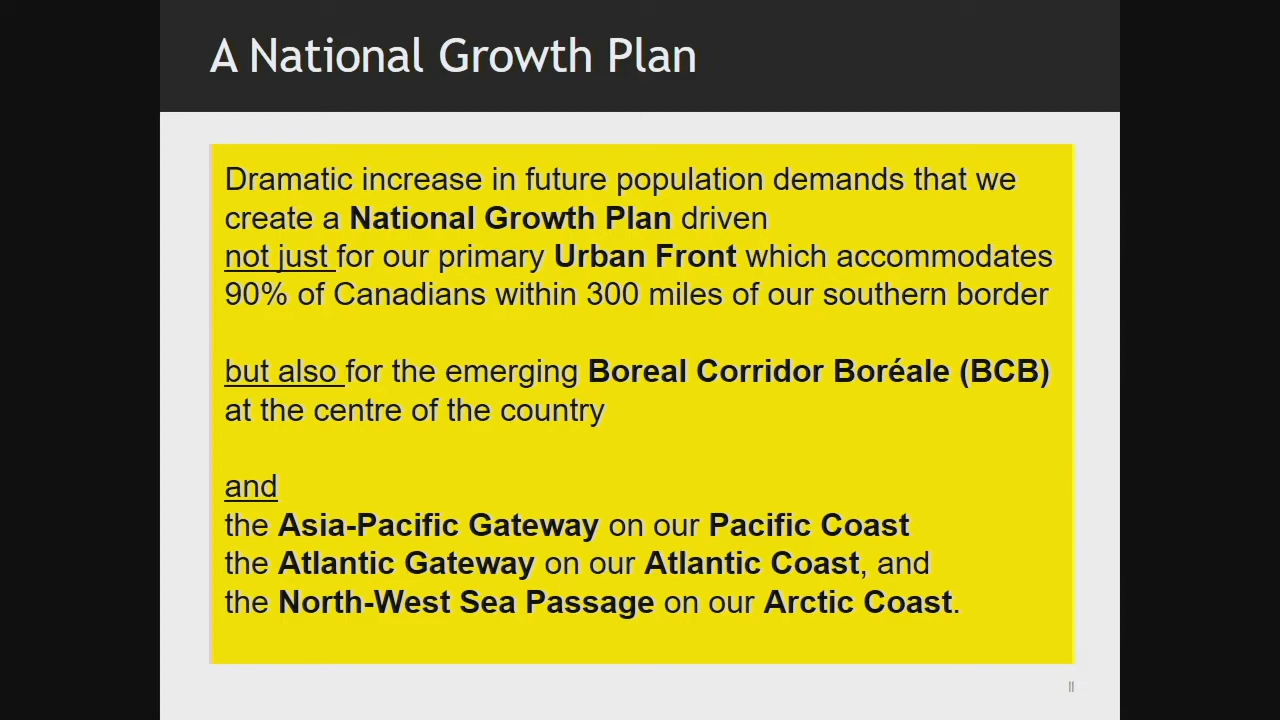 A National Growth Plan
Dramatic increase in future population demands that we
create a National Growth Plan driven
not just for our primary Urban Front which accommodates
90% of Canadians within 300 miles of our southern border
but also for the emerging Boreal Corridor Boréale (BCB)
at the centre of the country
and
the Asia-Pacific Gateway on our Pacific Coast
the Atlantic Gateway on our Atlantic Coast, and
the North-West Sea Passage on our Arctic Coast.
11